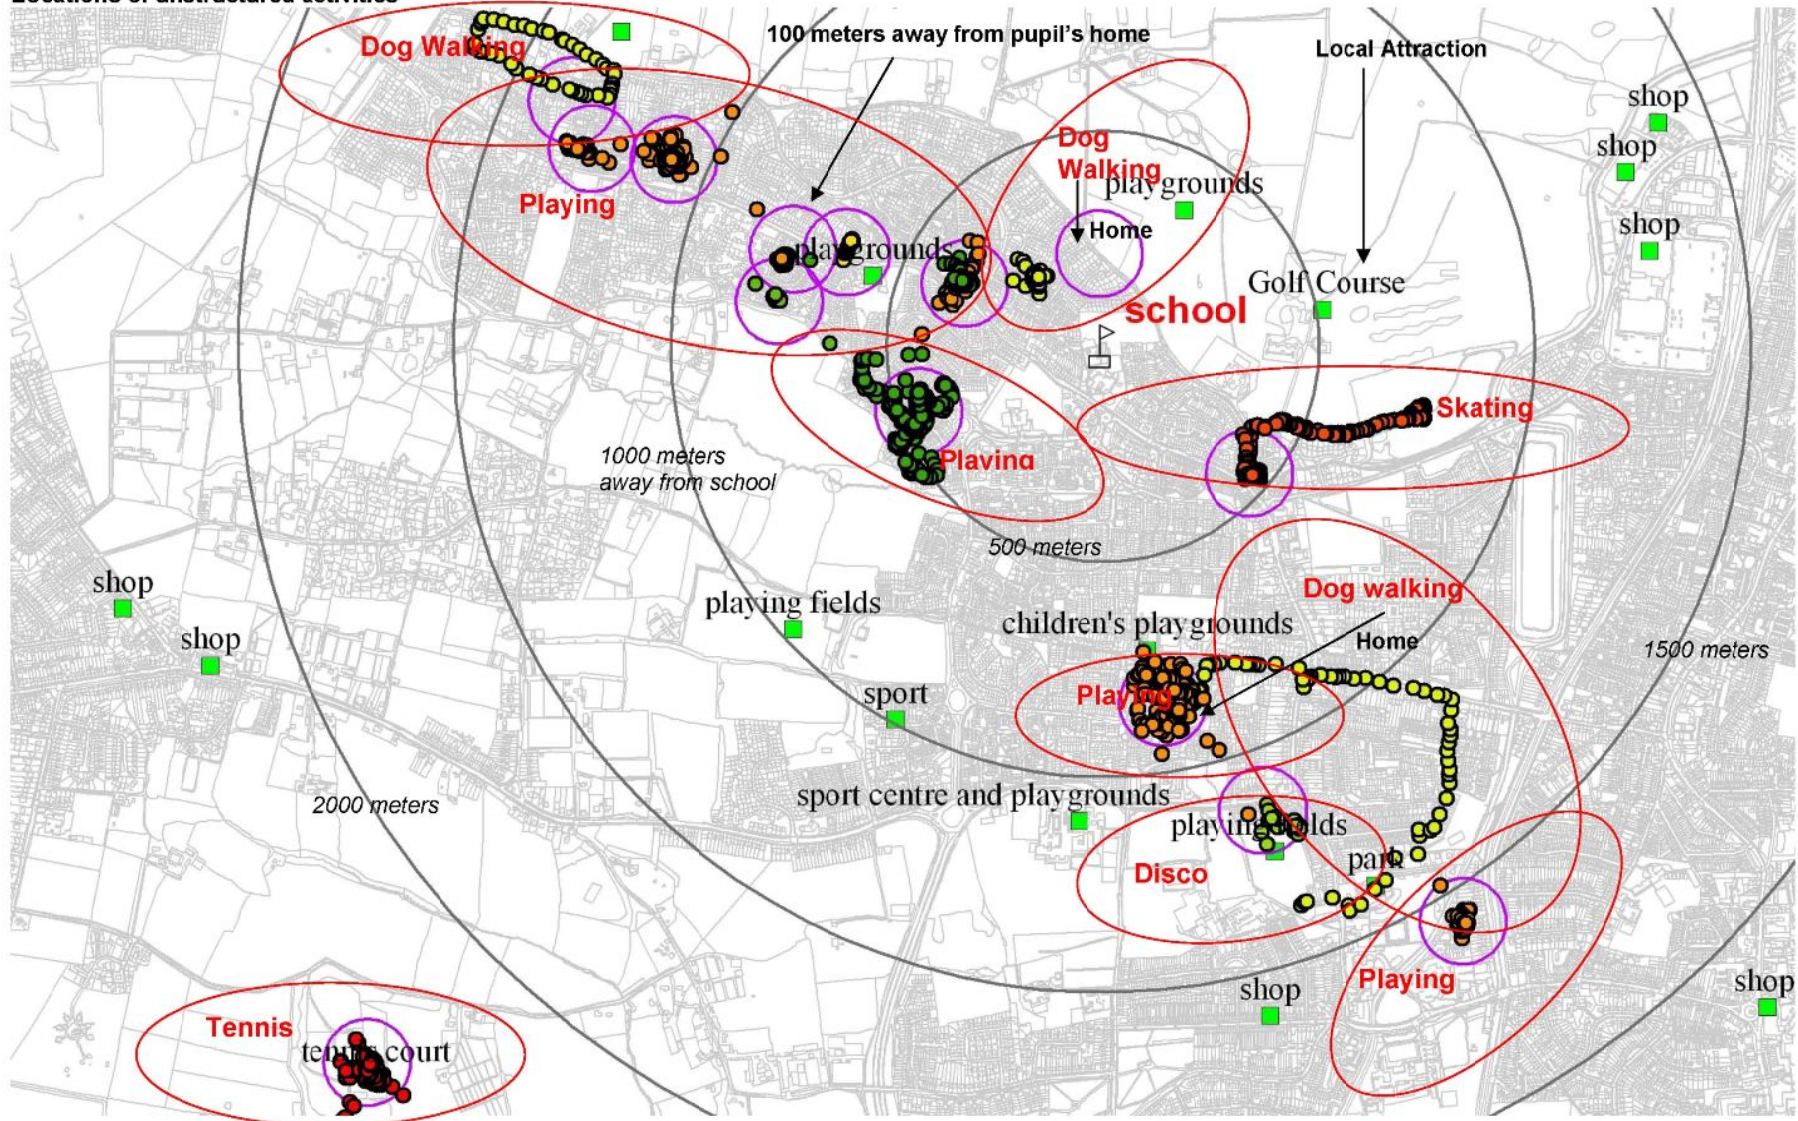 Locations of unstructured activities
100 meters away from pupil's home
Dog Walking
Local Attraction
shop
Dog
Walking
shop
playgrounds
Playing
shop
Home
playgrounds
Golf Course
school
Skating
1000 meters
away from school
Playing
500 meters
shop
Dog walking
playing fields
children's playgrounds
shop
Home
1500 meters
sport
Playing
sport centre and playgrounds
2000 meters
playing fields
park
Disco
Playing
shop
shop
Tennis
tennis court